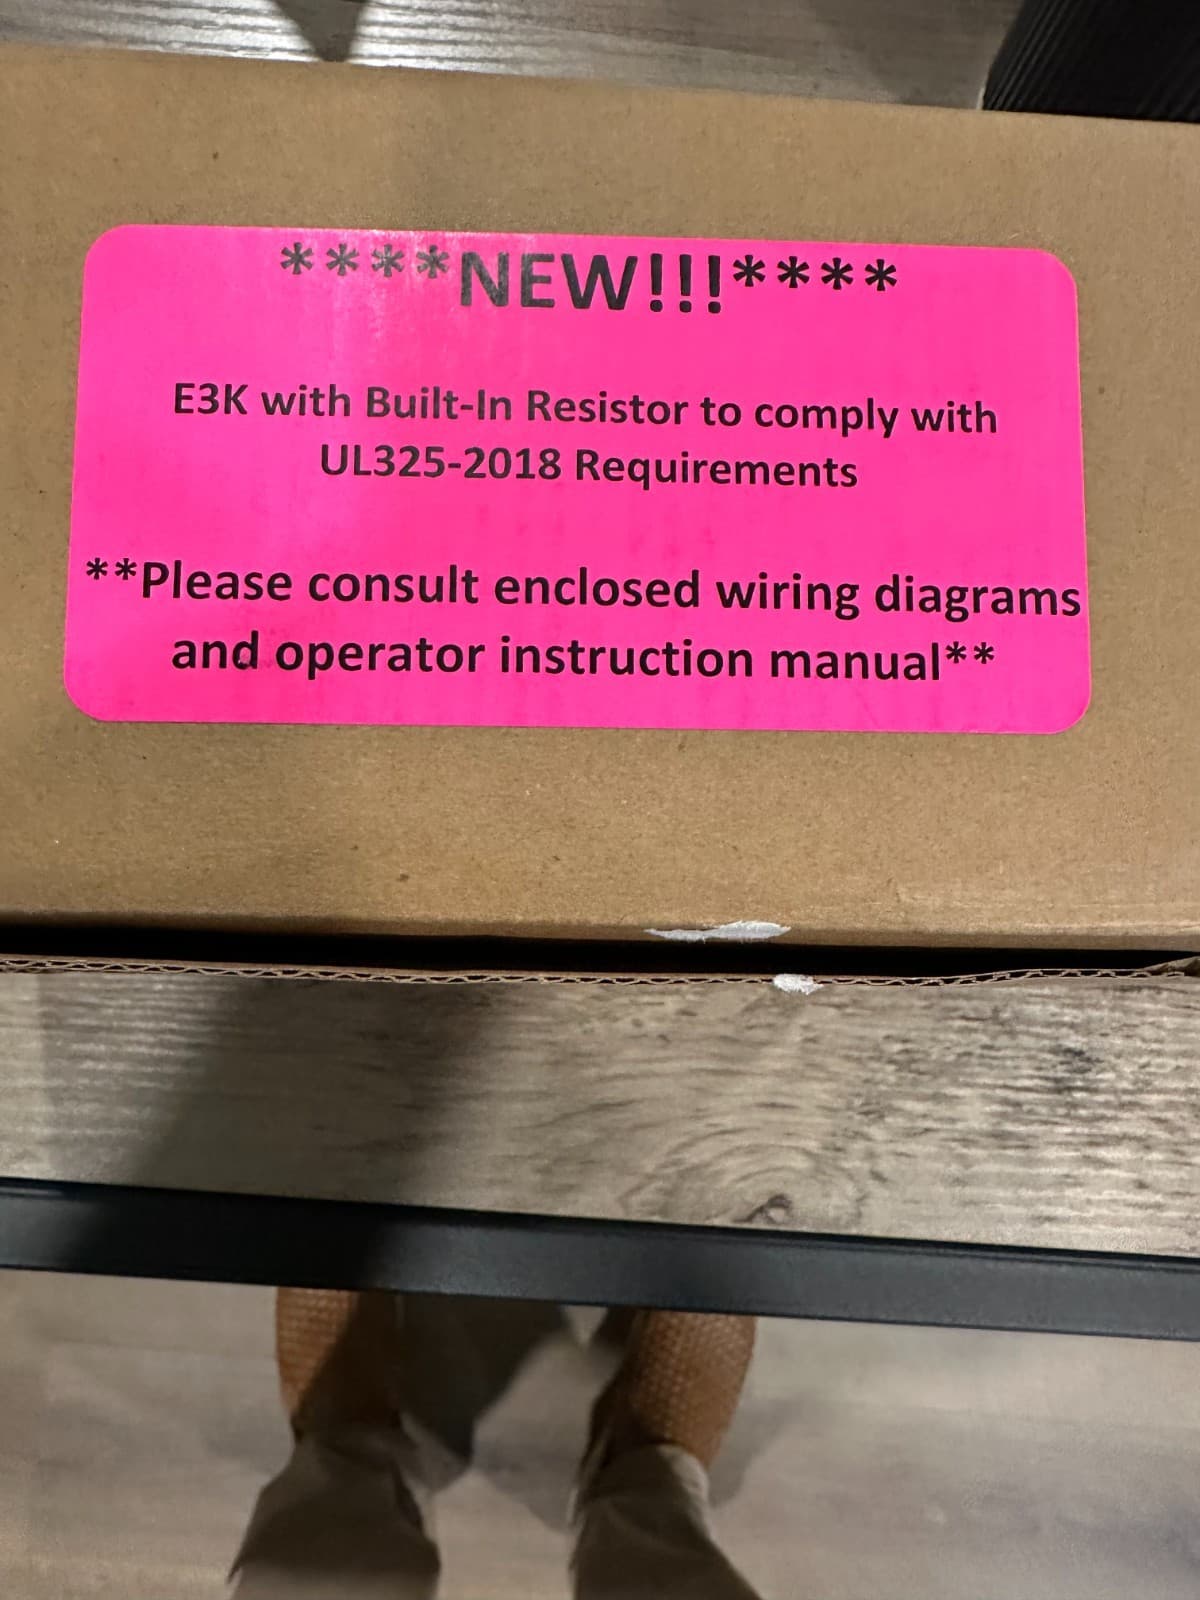 ****NEW!!!****
E3K with Built-In Resistor to comply with
UL325-2018 Requirements
**Please consult enclosed wiring diagrams
and operator instruction manual**